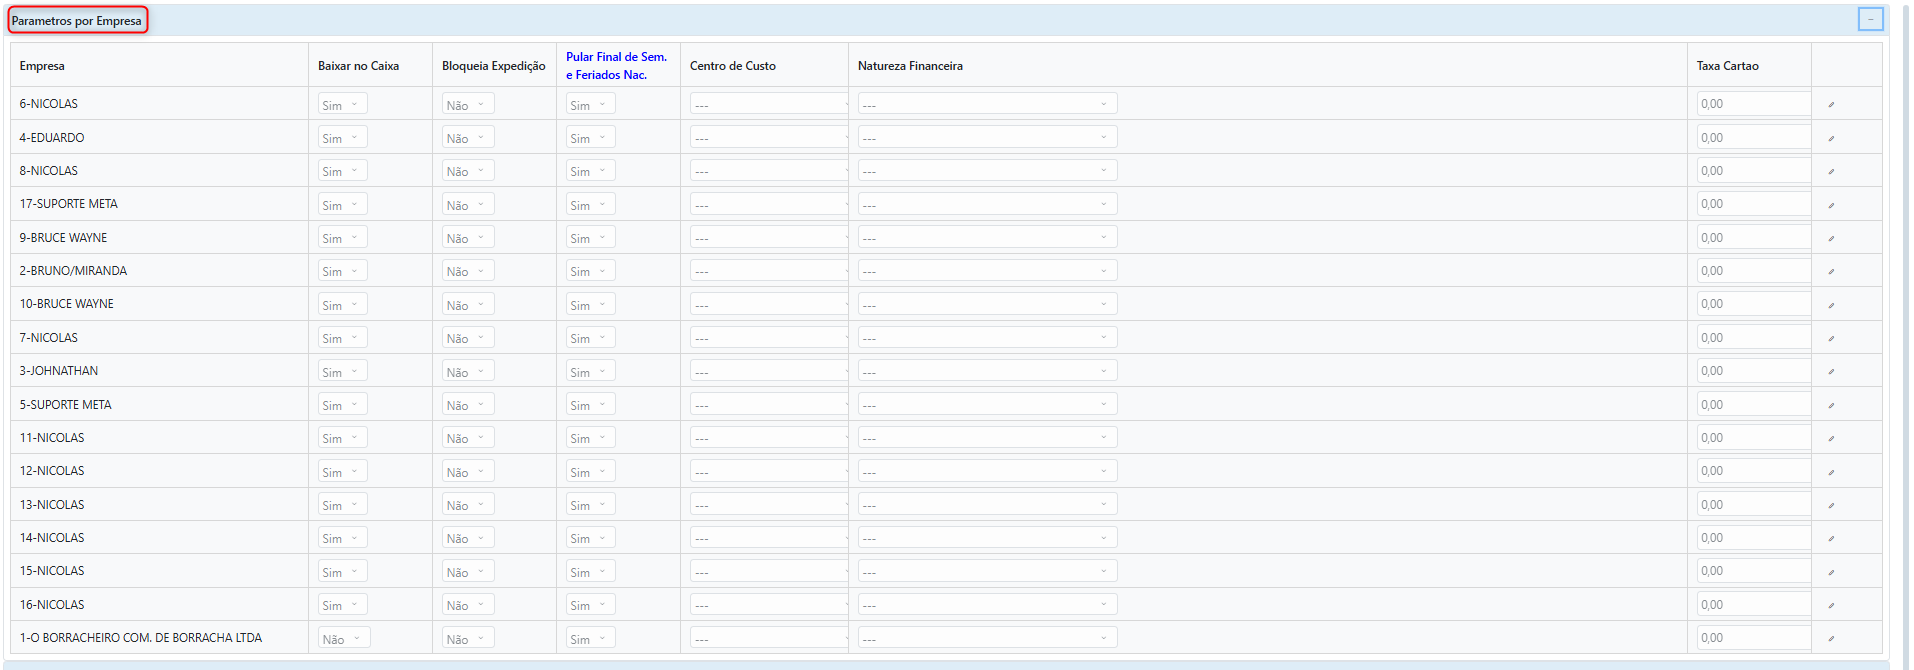 Parametros por Empresa
Empresa Baixar no Caixa Bloqueia Expedição Pular Final de Sem. e Feriados Nac. Centro de Custo Natureza Financeira Taxa Cartao
6-NICOLAS Sim Não Sim --- --- 0,00
4-EDUARDO Sim Não Sim --- --- 0,00
8-NICOLAS Sim Não Sim --- --- 0,00
17-SUPORTE META Sim Não Sim --- --- 0,00
9-BRUCE WAYNE Sim Não Sim --- --- 0,00
2-BRUNO/MIRANDA Sim Não Sim --- --- 0,00
10-BRUCE WAYNE Sim Não Sim --- --- 0,00
7-NICOLAS Sim Não Sim --- --- 0,00
3-JOHNATHAN Sim Não Sim --- --- 0,00
5-SUPORTE META Sim Não Sim --- --- 0,00
11-NICOLAS Sim Não Sim --- --- 0,00
12-NICOLAS Sim Não Sim --- --- 0,00
13-NICOLAS Sim Não Sim --- --- 0,00
14-NICOLAS Sim Não Sim --- --- 0,00
15-NICOLAS Sim Não Sim --- --- 0,00
16-NICOLAS Sim Não Sim --- --- 0,00
1-O BORRACHEIRO COM. DE BORRACHA LTDA Não Não Sim --- --- 0,00